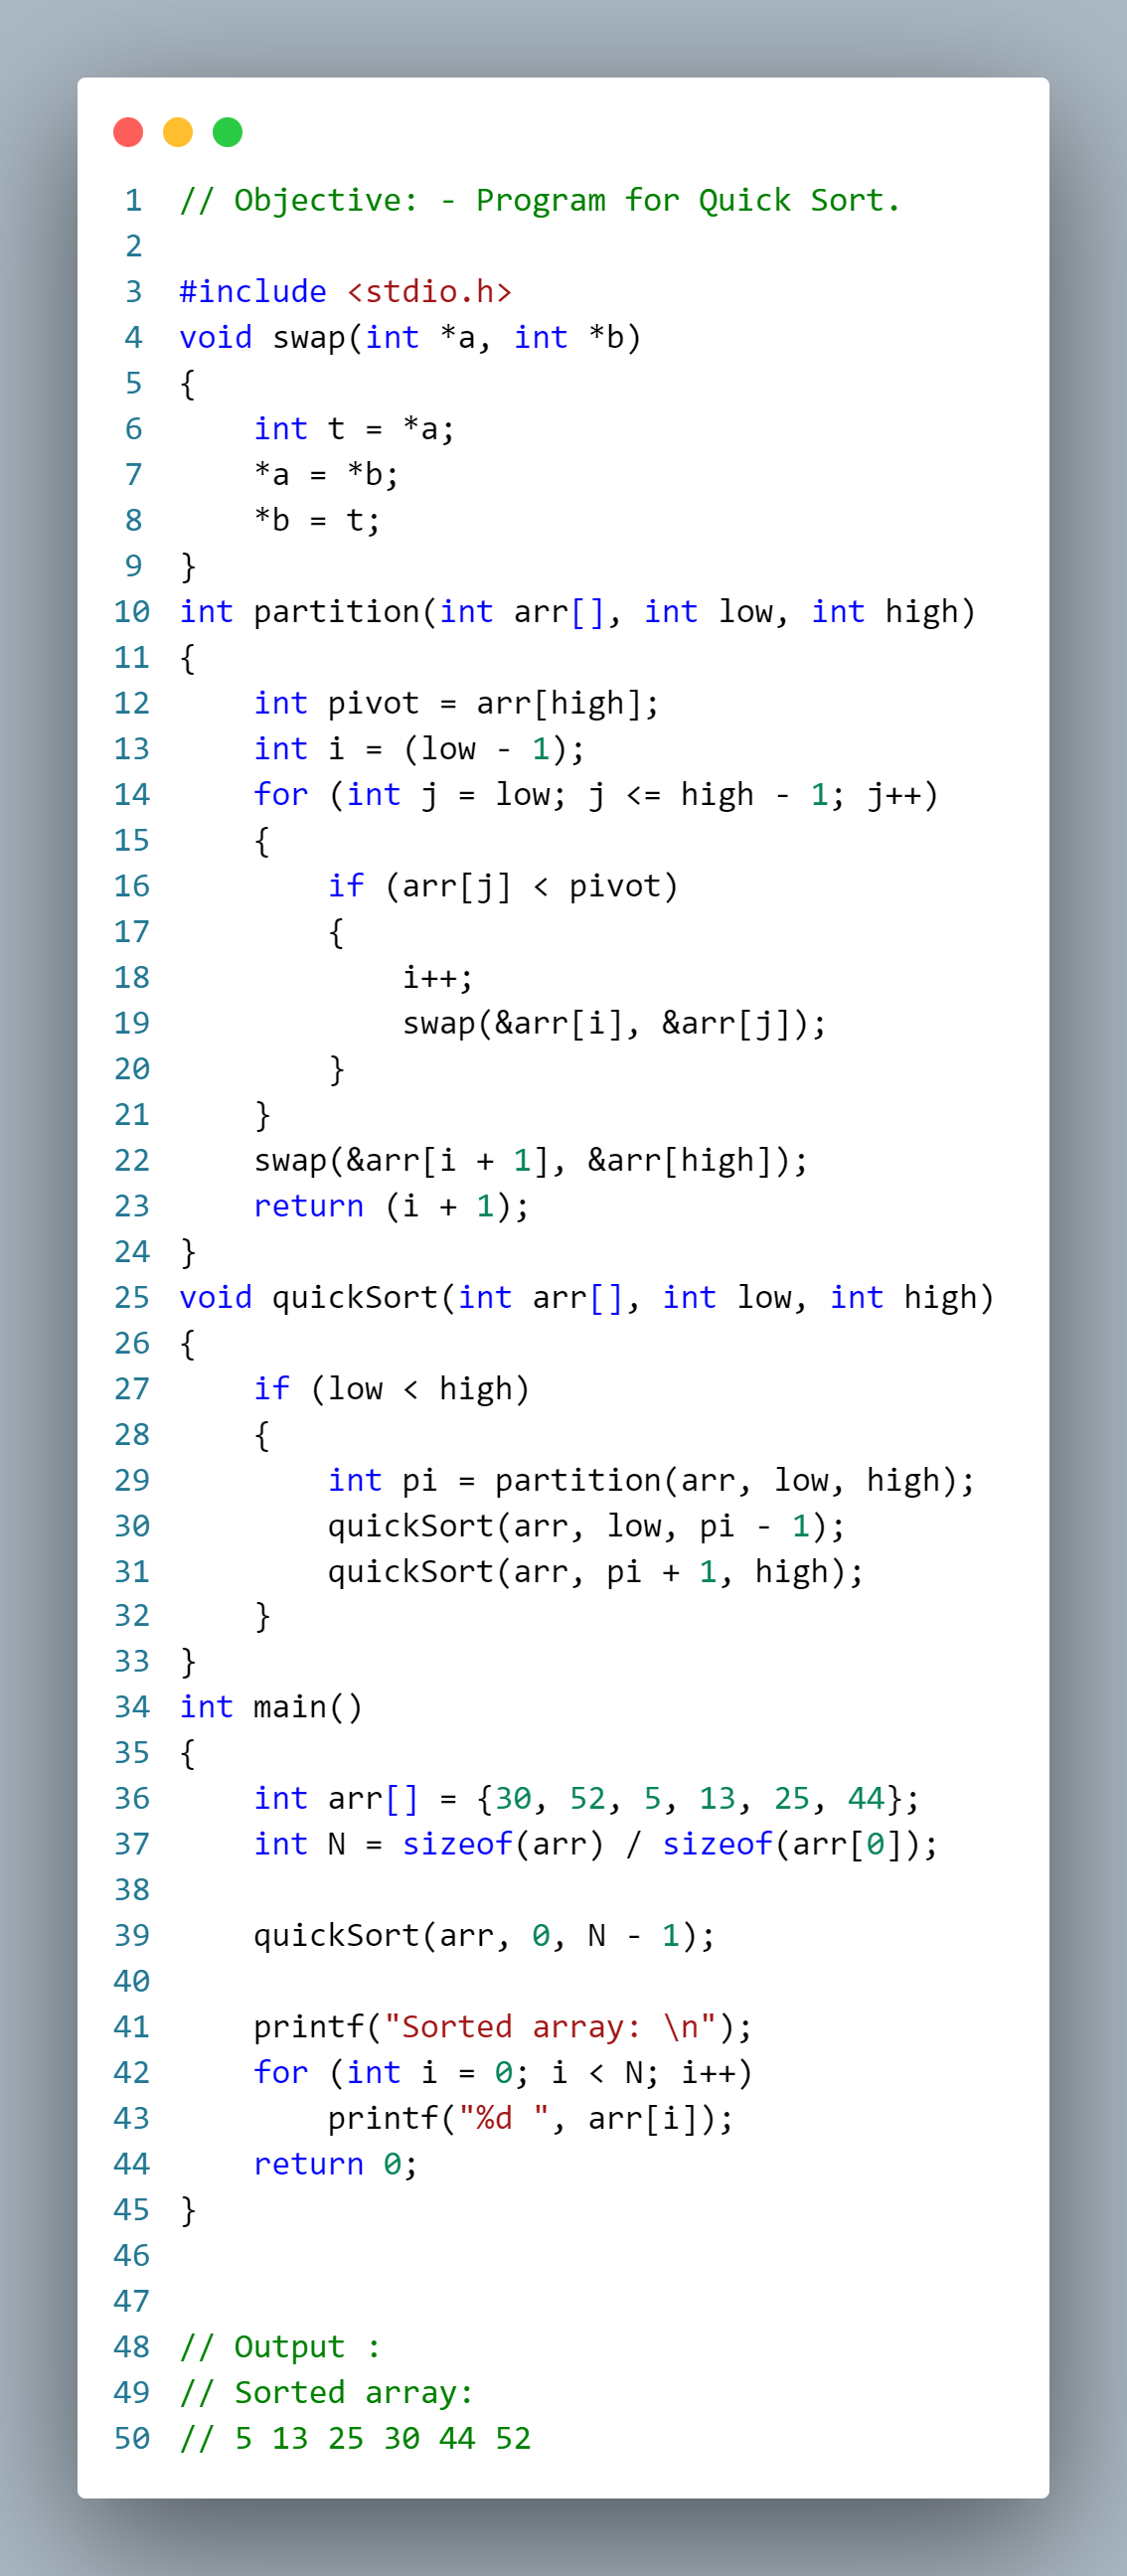 1 // Objective: - Program for Quick Sort.
2
3 #include <stdio.h>
4 void swap(int *a, int *b)
5 {
6     int t = *a;
7     *a = *b;
8     *b = t;
9 }
10 int partition(int arr[], int low, int high)
11 {
12     int pivot = arr[high];
13     int i = (low - 1);
14     for (int j = low; j <= high - 1; j++)
15     {
16         if (arr[j] < pivot)
17         {
18             i++;
19             swap(&arr[i], &arr[j]);
20         }
21     }
22     swap(&arr[i + 1], &arr[high]);
23     return (i + 1);
24 }
25 void quickSort(int arr[], int low, int high)
26 {
27     if (low < high)
28     {
29         int pi = partition(arr, low, high);
30         quickSort(arr, low, pi - 1);
31         quickSort(arr, pi + 1, high);
32     }
33 }
34 int main()
35 {
36     int arr[] = {30, 52, 5, 13, 25, 44};
37     int N = sizeof(arr) / sizeof(arr[0]);
38
39     quickSort(arr, 0, N - 1);
40
41     printf("Sorted array: \n");
42     for (int i = 0; i < N; i++)
43         printf("%d ", arr[i]);
44     return 0;
45 }
46
47
48 // Output :
49 // Sorted array:
50 // 5 13 25 30 44 52